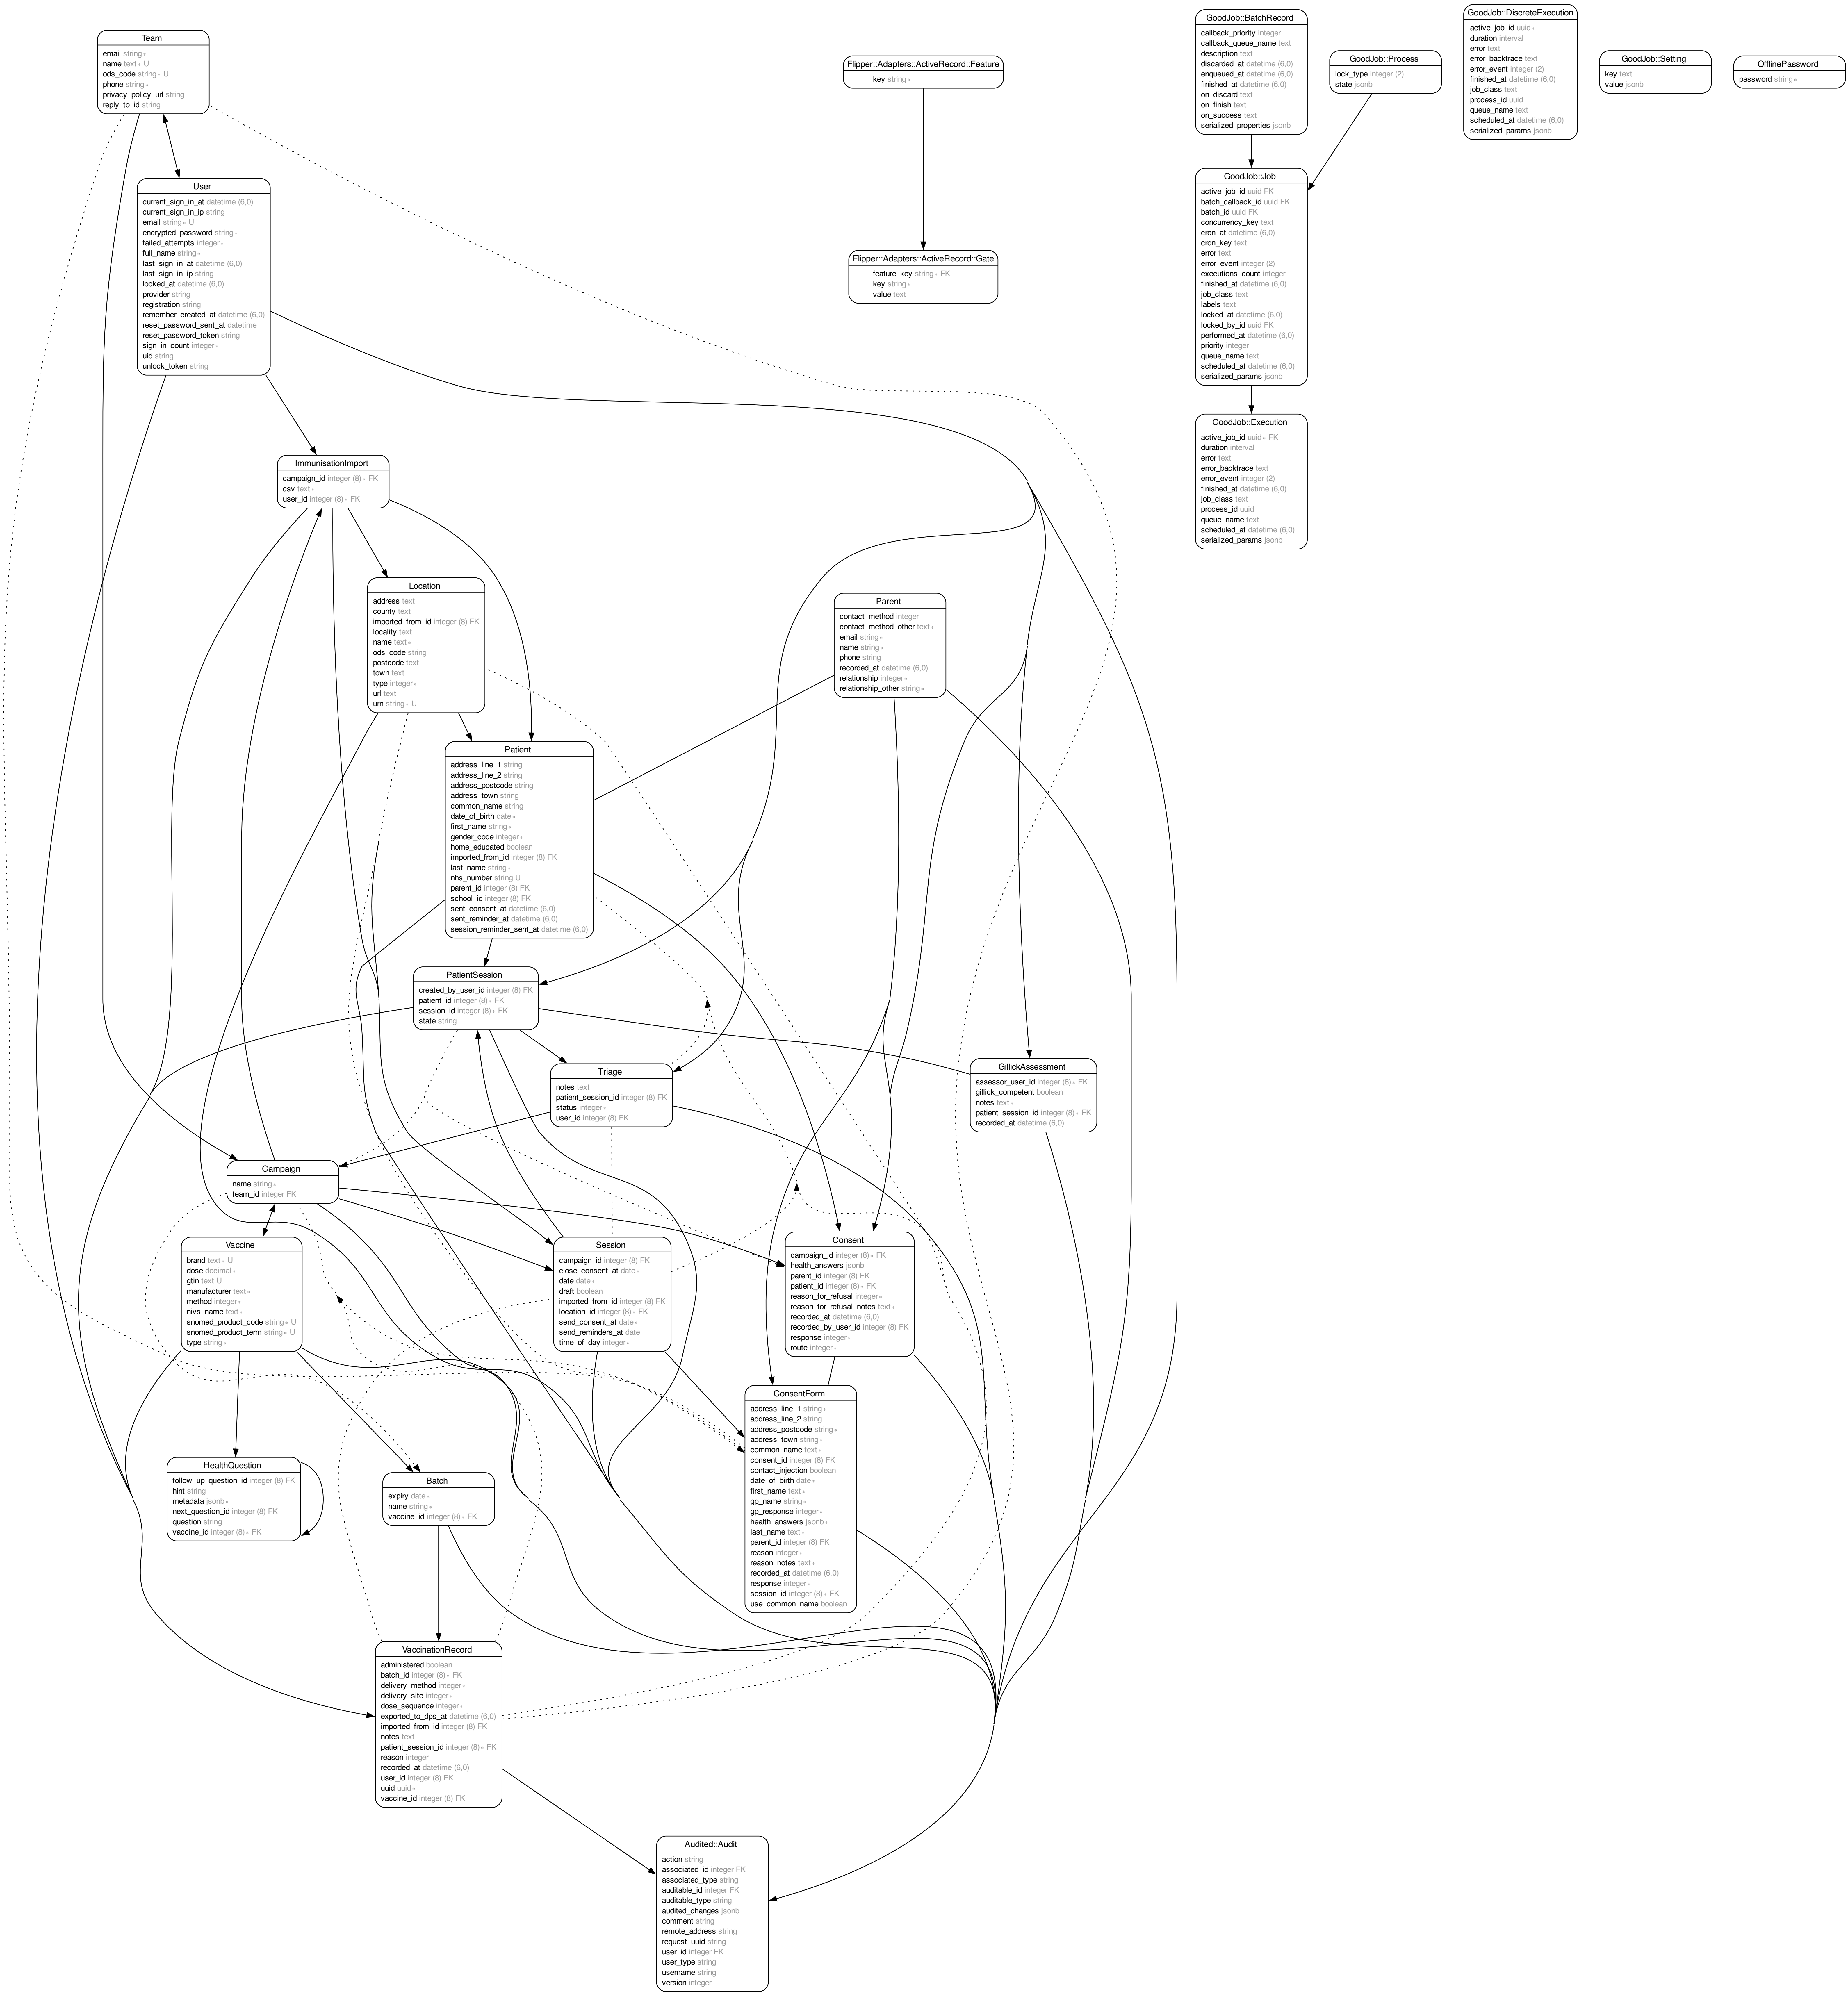 Team
email string∗
name text∗ U
ods_code string∗ U
phone string∗
privacy_policy_url string
reply_to_id string
User
current_sign_in_at datetime (6,0)
current_sign_in_ip string
email string∗ U
encrypted_password string∗
failed_attempts integer∗
full_name string∗
last_sign_in_at datetime (6,0)
last_sign_in_ip string
locked_at datetime (6,0)
provider string
registration string
remember_created_at datetime (6,0)
reset_password_sent_at datetime
reset_password_token string
sign_in_count integer∗
uid string
unlock_token string
Flipper::Adapters::ActiveRecord::Feature
key string∗
Flipper::Adapters::ActiveRecord::Gate
feature_key string∗ FK
key string∗
value text
GoodJob::BatchRecord
callback_priority integer
callback_queue_name text
description text
discarded_at datetime (6,0)
enqueued_at datetime (6,0)
finished_at datetime (6,0)
on_discard text
on_finish text
on_success text
serialized_properties jsonb
GoodJob::Process
lock_type integer (2)
state jsonb
GoodJob::DiscreteExecution
active_job_id uuid∗
duration interval
error text
error_backtrace text
error_event integer (2)
finished_at datetime (6,0)
job_class text
process_id uuid
queue_name text
scheduled_at datetime (6,0)
serialized_params jsonb
GoodJob::Setting
key text
value jsonb
OfflinePassword
password string∗
GoodJob::Job
active_job_id uuid FK
batch_callback_id uuid FK
batch_id uuid FK
concurrency_key text
cron_at datetime (6,0)
cron_key text
error text
error_event integer (2)
executions_count integer
finished_at datetime (6,0)
job_class text
labels text
locked_at datetime (6,0)
locked_by_id uuid FK
performed_at datetime (6,0)
priority integer
queue_name text
scheduled_at datetime (6,0)
serialized_params jsonb
GoodJob::Execution
active_job_id uuid∗ FK
duration interval
error text
error_backtrace text
error_event integer (2)
finished_at datetime (6,0)
job_class text
process_id uuid
queue_name text
scheduled_at datetime (6,0)
serialized_params jsonb
ImmunisationImport
campaign_id integer (8)∗ FK
csv text∗
user_id integer (8)∗ FK
Location
address text
county text
imported_from_id integer (8) FK
locality text
name text∗
ods_code string
postcode text
town text
type integer∗
url text
urn string∗ U
Parent
contact_method integer
contact_method_other text∗
email string∗
name string∗
phone string
recorded_at datetime (6,0)
relationship integer∗
relationship_other string∗
Patient
address_line_1 string
address_line_2 string
address_postcode string
address_town string
common_name string
date_of_birth date∗
first_name string∗
gender_code integer∗
home_educated boolean
imported_from_id integer (8) FK
last_name string∗
nhs_number string U
parent_id integer (8) FK
school_id integer (8) FK
sent_consent_at datetime (6,0)
sent_reminder_at datetime (6,0)
session_reminder_sent_at datetime (6,0)
PatientSession
created_by_user_id integer (8) FK
patient_id integer (8)∗ FK
session_id integer (8)∗ FK
state string
Triage
notes text
patient_session_id integer (8) FK
status integer∗
user_id integer (8) FK
GillickAssessment
assessor_user_id integer (8)∗ FK
gillick_competent boolean
notes text∗
patient_session_id integer (8)∗ FK
recorded_at datetime (6,0)
Campaign
name string∗
team_id integer FK
Vaccine
brand text∗ U
dose decimal∗
gtin text U
manufacturer text∗
method integer∗
nivs_name text∗
snomed_product_code string∗ U
snomed_product_term string∗ U
type string∗
Session
campaign_id integer (8) FK
close_consent_at date∗
date date∗
draft boolean
imported_from_id integer (8) FK
location_id integer (8)∗ FK
send_consent_at date∗
send_reminders_at date
time_of_day integer∗
Consent
campaign_id integer (8)∗ FK
health_answers jsonb
parent_id integer (8) FK
patient_id integer (8)∗ FK
reason_for_refusal integer∗
reason_for_refusal_notes text∗
recorded_at datetime (6,0)
recorded_by_user_id integer (8) FK
response integer∗
route integer∗
ConsentForm
address_line_1 string∗
address_line_2 string
address_postcode string∗
address_town string∗
common_name text∗
consent_id integer (8) FK
contact_injection boolean
date_of_birth date∗
first_name text∗
gp_name string∗
gp_response integer∗
health_answers jsonb∗
last_name text∗
parent_id integer (8) FK
reason integer∗
reason_notes text∗
recorded_at datetime (6,0)
response integer∗
session_id integer (8)∗ FK
use_common_name boolean
HealthQuestion
follow_up_question_id integer (8) FK
hint string
metadata jsonb∗
next_question_id integer (8) FK
question string
vaccine_id integer (8)∗ FK
Batch
expiry date∗
name string∗
vaccine_id integer (8)∗ FK
VaccinationRecord
administered boolean
batch_id integer (8)∗ FK
delivery_method integer∗
delivery_site integer∗
dose_sequence integer∗
exported_to_dps_at datetime (6,0)
imported_from_id integer (8) FK
notes text
patient_session_id integer (8)∗ FK
reason integer
recorded_at datetime (6,0)
user_id integer (8) FK
uuid uuid∗
vaccine_id integer (8) FK
Audited::Audit
action string
associated_id integer FK
associated_type string
auditable_id integer FK
auditable_type string
audited_changes jsonb
comment string
remote_address string
request_uuid string
user_id integer FK
user_type string
username string
version integer